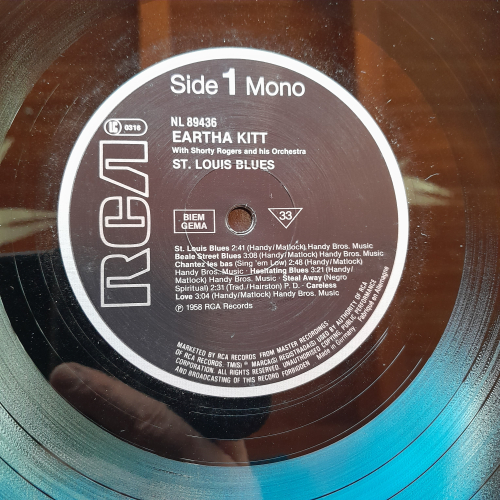 Side 1 Mono
LC 0316
NL 89436
EARTHA KITT
With Shorty Rogers and his Orchestra
ST. LOUIS BLUES
RCA
BIEM
GEMA
33
St. Louis Blues 2:41 (Handy/Matlock) Handy Bros. Music
Beale Street Blues 3:08 (Handy/Matlock) Handy Bros. Music
Chantez les bas (Sing 'em Low) 2:48 (Handy/Matlock)
Handy Bros. Music · Hesitating Blues 3:21 (Handy/
Matlock) Handy Bros. Music · Steal Away (Negro
Spiritual) 2:31 (Trad./Hairston) P. D. · Careless
Love 3:04 (Handy/Matlock) Handy Bros. Music
℗ 1958 RCA Records
MARKETED BY RCA RECORDS FROM MASTER RECORDINGS
OF RCA RECORDS. TM(S) ® MARCA(S) REGISTRADA(S) USED BY AUTHORITY OF RCA
CORPORATION. ALL RIGHTS RESERVED. UNAUTHORISED COPYING, PUBLIC PERFORMANCE
AND BROADCASTING OF THIS RECORD FORBIDDEN
Made in Germany.
Fabriqué en Allemagne